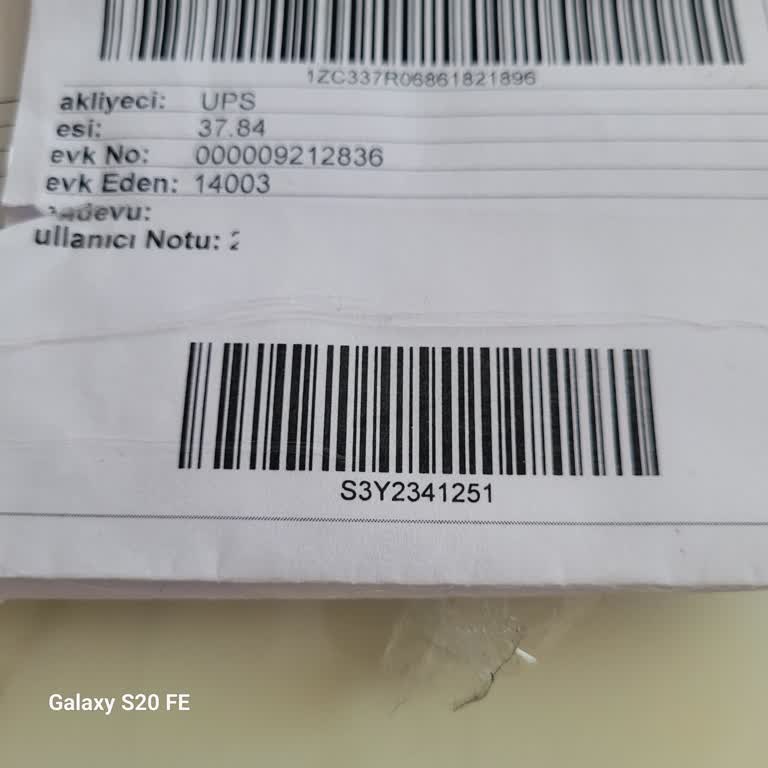 1ZC337R06861821896
akliyeci: UPS
esi: 37.84
evk No: 000009212836
evk Eden: 14003
adevu:
ullanıcı Notu: 2
S3Y2341251
Galaxy S20 FE